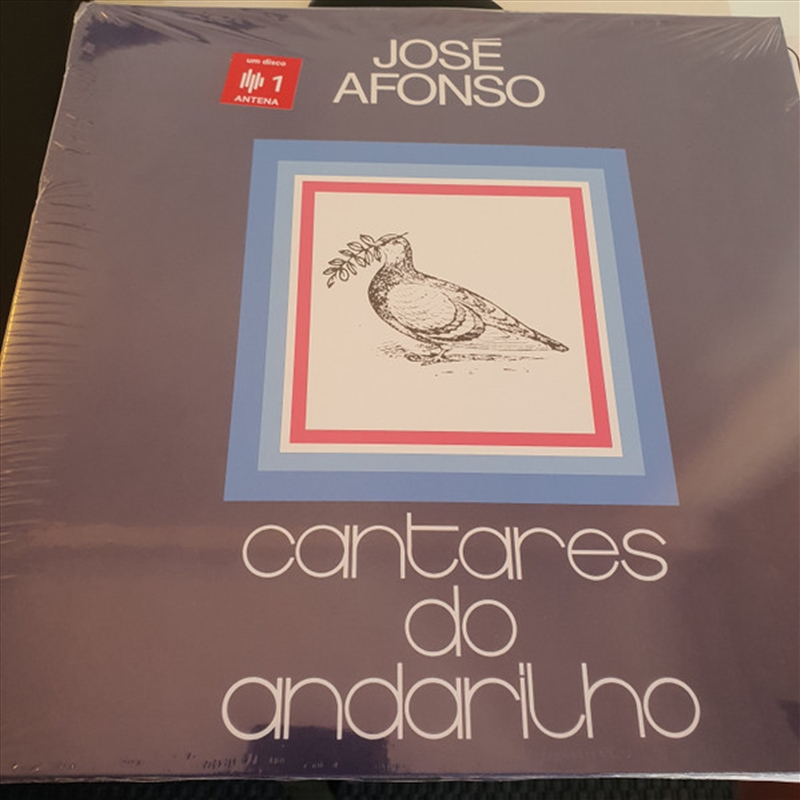 JOSÉ
AFONSO
um disco
1
ANTENA
cantares
do
andarilho